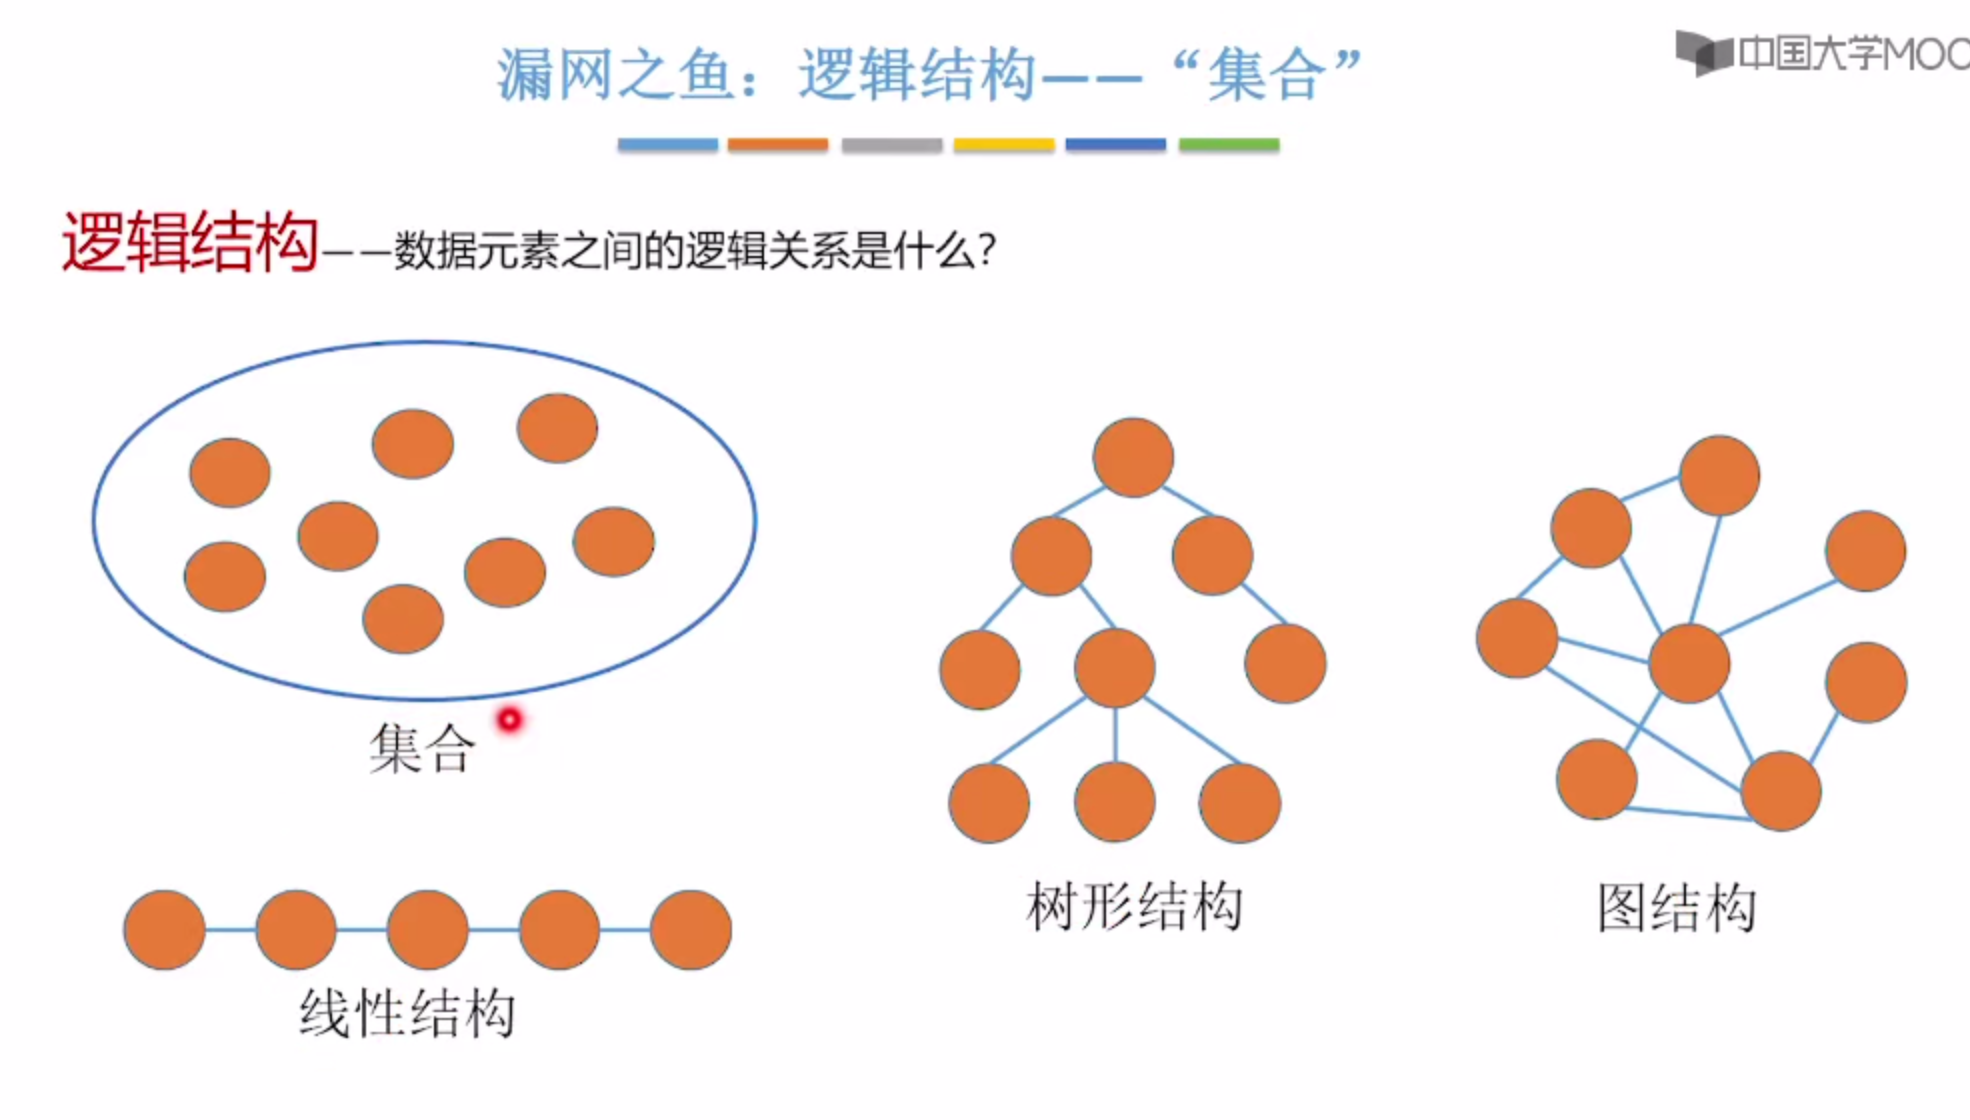 漏网之鱼：逻辑结构——“集合”
中国大学MOO
逻辑结构——数据元素之间的逻辑关系是什么？
集合
树形结构
图结构
线性结构